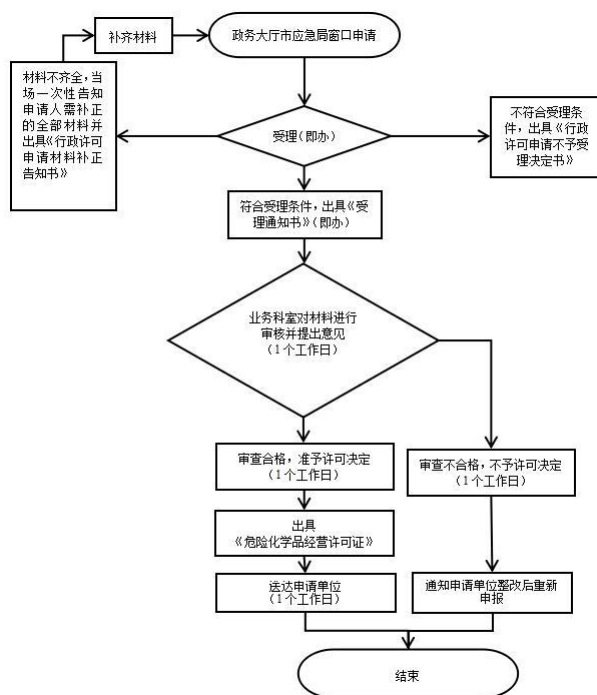 补齐材料
政务大厅市应急局窗口申请
材料不齐全,当
场一次性告知
申请人需补正
的全部材料并
出具《行政许可
申请材料补正
告知书》
受理(即办)
不符合受理条
件,出具《行政
许可申请不予受
理决定书》
符合受理条件,出具《受
理通知书》(即办)
业务科室对材料进行
审核并提出意见
(1个工作日)
审查合格,准予许可决定
(1个工作日)
审查不合格,不予许可决定
(1个工作日)
出具
《危险化学品经营许可证》
送达申请单位
(1个工作日)
通知申请单位整改后重新
申报
结束